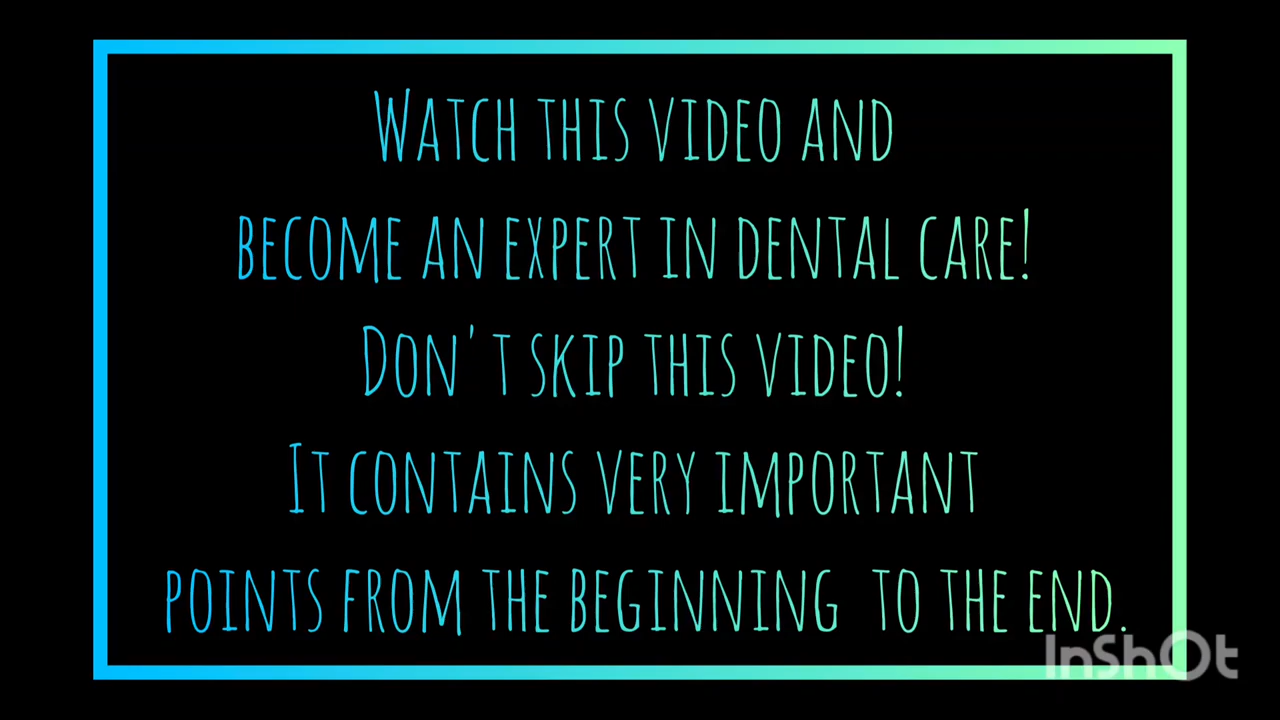 Watch this video and
become an expert in dental care!
Don't skip this video!
It contains very important
points from the beginning to the end.
InShOt